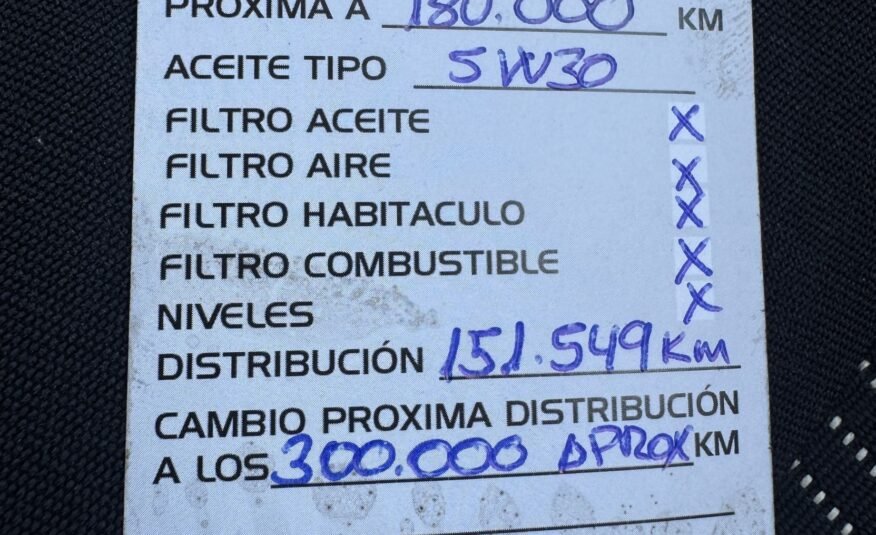 PROXIMA A 180.000 KM
ACEITE TIPO 5W30
FILTRO ACEITE X
FILTRO AIRE X
FILTRO HABITACULO X
FILTRO COMBUSTIBLE X
NIVELES X
DISTRIBUCIÓN 151.549 Km
CAMBIO PROXIMA DISTRIBUCIÓN
A LOS 300.000 APROX KM